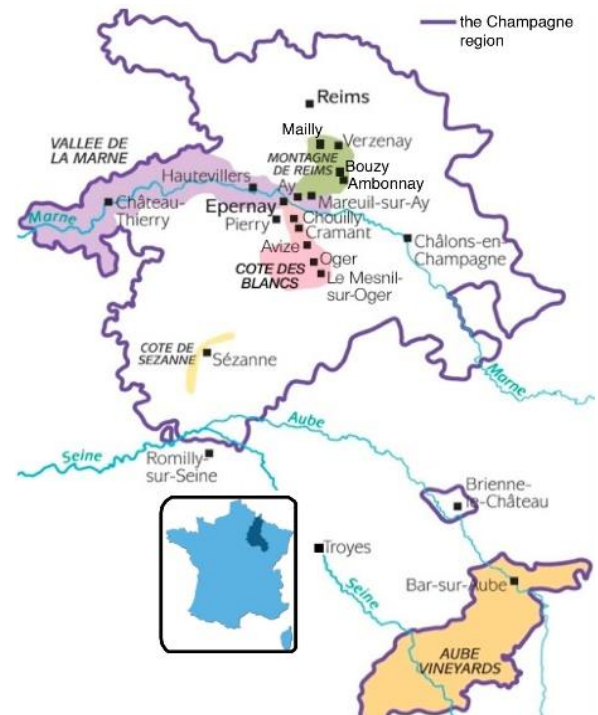 the Champagne
region
Reims
Mailly
Verzenay
VALLEE DE
LA MARNE
MONTAGNE
DE REIMS
Bouzy
Ambonnay
Hautevillers
Ay
Mareuil-sur-Ay
Château-
Thierry
Marne
Epernay
Pierry
Chouilly
Cramant
Avize
Châlons-en-
Champagne
Oger
COTE DES
BLANCS
Le Mesnil-
sur-Oger
COTE DE
SEZANNE
Sézanne
Marne
Aube
Seine
Romilly-
sur-Seine
Brienne-
le-Château
Troyes
Seine
Bar-sur-Aube
AUBE
VINEYARDS